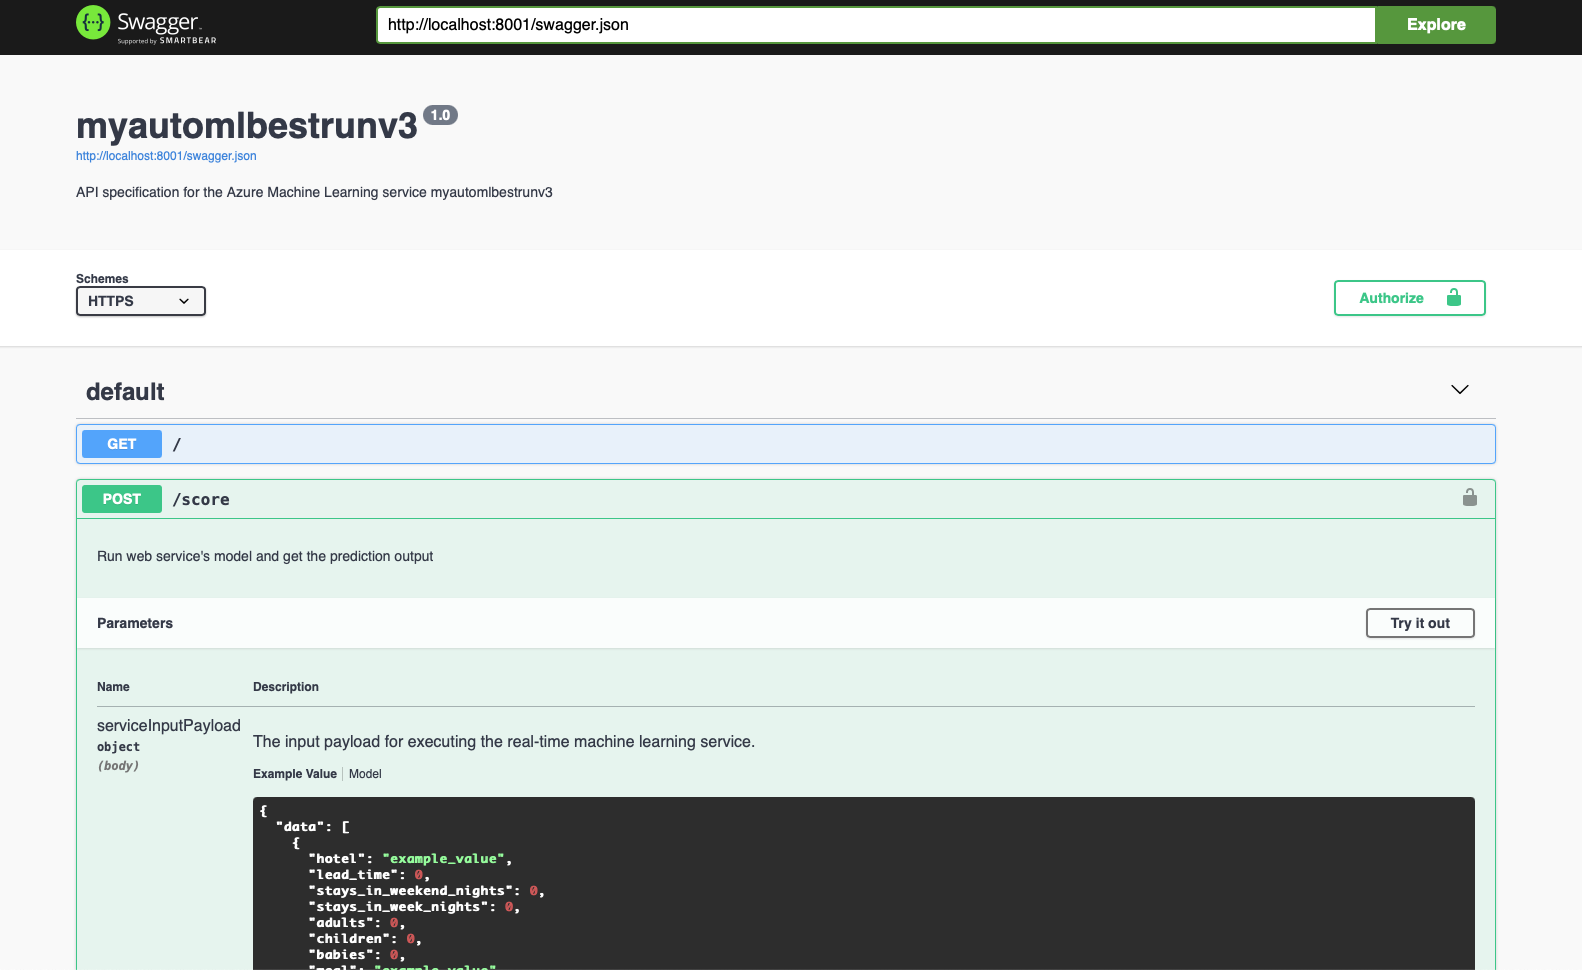 Swagger
Supported by SMARTBEAR
http://localhost:8001/swagger.json
Explore
myautomlbestrunv3 1.0
http://localhost:8001/swagger.json
API specification for the Azure Machine Learning service myautomlbestrunv3
Schemes
HTTPS
Authorize
default
GET /
POST /score
Run web service's model and get the prediction output
Parameters
Try it out
Name Description
serviceInputPayload
object
(body)
The input payload for executing the real-time machine learning service.
Example Value Model
{
"data": [
{
"hotel": "example_value",
"lead_time": 0,
"stays_in_weekend_nights": 0,
"stays_in_week_nights": 0,
"adults": 0,
"children": 0,
"babies": 0,
"meal": "example_value",